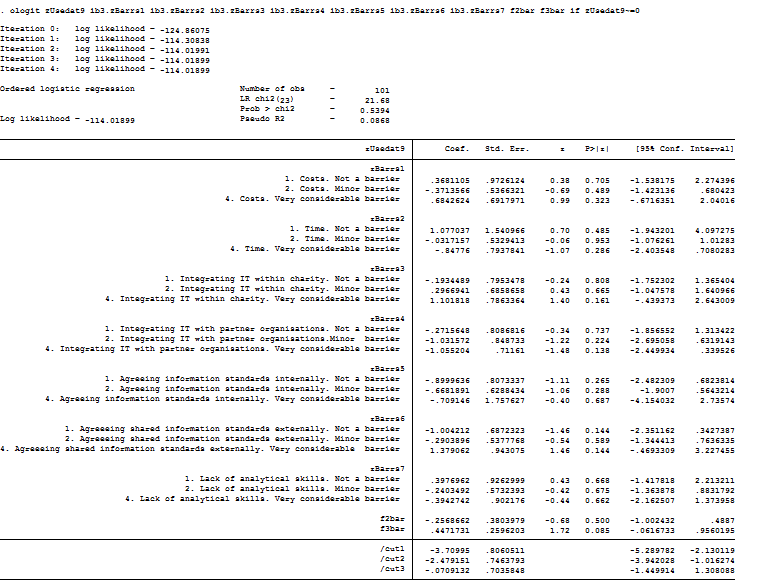 . ologit zUsedat9 ib3.zBarrs1 ib3.zBarrs2 ib3.zBarrs3 ib3.zBarrs4 ib3.zBarrs5 ib3.zBarrs6 ib3.zBarrs7 f2bar f3bar if zUsedat9~=0
Iteration 0: log likelihood = -124.86075
Iteration 1: log likelihood = -114.30838
Iteration 2: log likelihood = -114.01991
Iteration 3: log likelihood = -114.01899
Iteration 4: log likelihood = -114.01899
Ordered logistic regression Number of obs = 101
LR chi2(23) = 21.68
Prob > chi2 = 0.5394
Log likelihood = -114.01899 Pseudo R2 = 0.0868
zUsedat9 Coef. Std. Err. z P>|z| [95% Conf. Interval]
zBarrs1
1. Costs. Not a barrier .3681105 .9726124 0.38 0.705 -1.538175 2.274396
2. Costs. Minor barrier -.3713566 .5366321 -0.69 0.489 -1.423136 .680423
4. Costs. Very considerable barrier .6842624 .6917971 0.99 0.323 -.6716351 2.04016
zBarrs2
1. Time. Not a barrier 1.077037 1.540966 0.70 0.485 -1.943201 4.097275
2. Time. Minor barrier -.0317157 .5329413 -0.06 0.953 -1.076261 1.01283
4. Time. Very considerable barrier -.84776 .7937841 -1.07 0.286 -2.403548 .7080283
zBarrs3
1. Integrating IT within charity. Not a barrier -.1934489 .7953478 -0.24 0.808 -1.752302 1.365404
2. Integrating IT within charity. Minor barrier .2966941 .6858658 0.43 0.665 -1.047578 1.640966
4. Integrating IT within charity. Very considerable barrier 1.101818 .7863364 1.40 0.161 -.439373 2.643009
zBarrs4
1. Integrating IT with partner organisations. Not a barrier -.2715648 .8086816 -0.34 0.737 -1.856552 1.313422
2. Integrating IT with partner organisations.Minor barrier -1.031572 .848733 -1.22 0.224 -2.695058 .6319143
4. Integrating IT with partner organisations. Very considerable barrier -1.055204 .71161 -1.48 0.138 -2.449934 .339526
zBarrs5
1. Agreeing information standards internally. Not a barrier -.8999636 .8073337 -1.11 0.265 -2.482309 .6823814
2. Agreeing information standards internally. Minor barrier -.6681891 .6288434 -1.06 0.288 -1.9007 .5643214
4. Agreeing information standards internally. Very considerable barrier -.709146 1.757627 -0.40 0.687 -4.154032 2.73574
zBarrs6
1. Agreeeing shared information standards externally. Not a barrier -1.004212 .6872323 -1.46 0.144 -2.351162 .3427387
2. Agreeeing shared information standards externally. Minor barrier -.2903896 .5377768 -0.54 0.589 -1.344413 .7636335
4. Agreeeing shared information standards externally. Very considerable barrier 1.379062 .943075 1.46 0.144 -.4693309 3.227455
zBarrs7
1. Lack of analytical skills. Not a barrier .3976962 .9262999 0.43 0.668 -1.417818 2.213211
2. Lack of analytical skills. Minor barrier -.2403492 .5732393 -0.42 0.675 -1.363878 .8831792
4. Lack of analytical skills. Very considerable barrier -.3942742 .902176 -0.44 0.662 -2.162507 1.373958
f2bar -.2568662 .3803979 -0.68 0.500 -1.002432 .4887
f3bar .4471731 .2596203 1.72 0.085 -.0616733 .9560195
/cut1 -3.70995 .8060511 -5.289782 -2.130119
/cut2 -2.479151 .7463793 -3.942028 -1.016274
/cut3 -.0709132 .7035848 -1.449914 1.308088